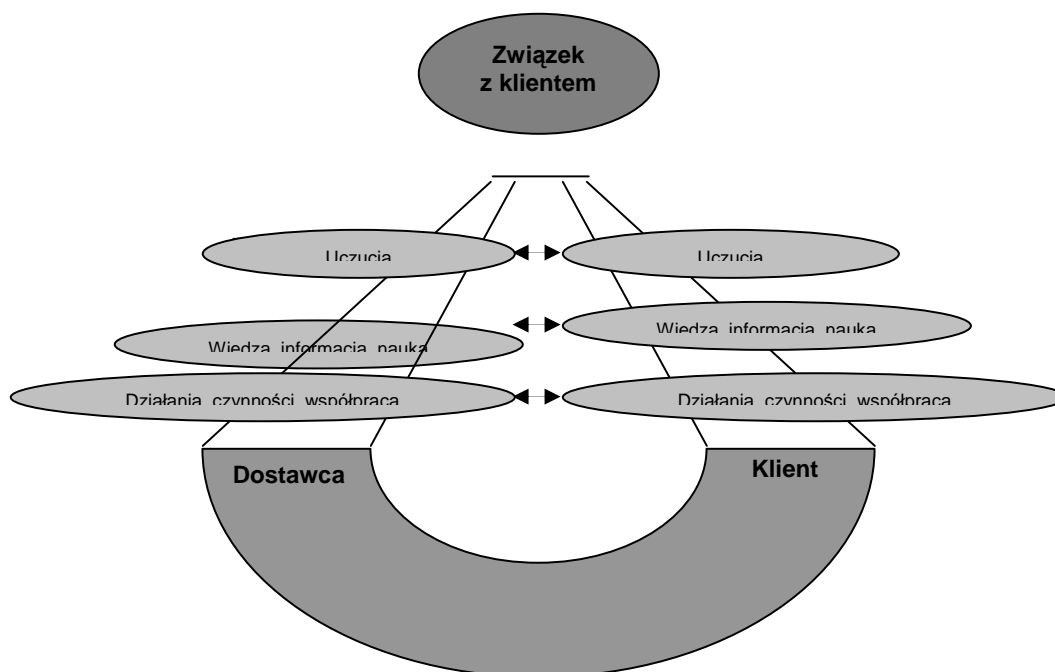 Związek
z klientem
Uczucia
Uczucia
Wiedza informacja nauka
Wiedza informacja nauka
Działania czynności współpraca
Działania czynności współpraca
Dostawca
Klient